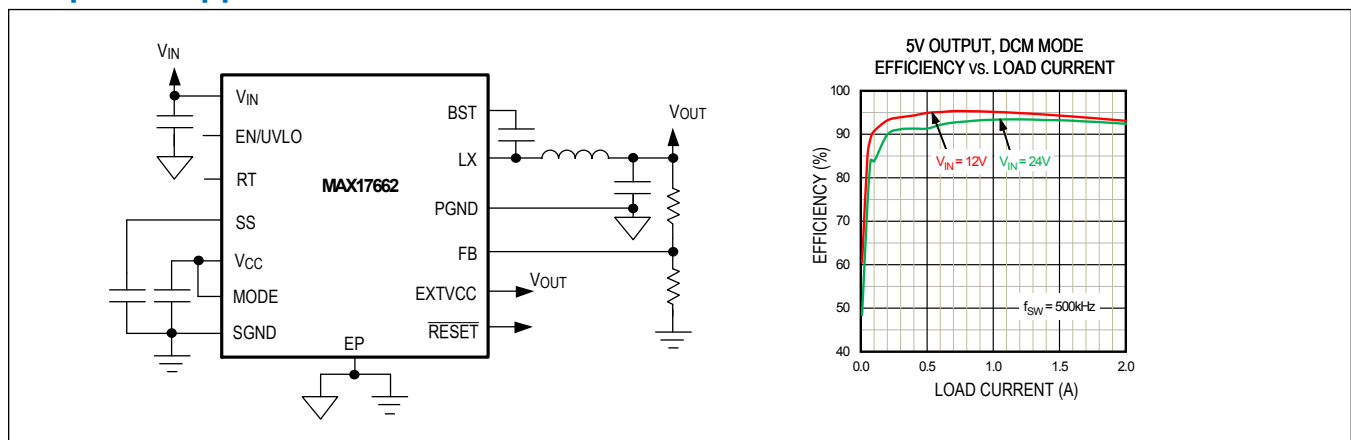 VIN
VIN
EN/UVLO
RT
SS
VCC
MODE
SGND
MAX17662
BST
LX
PGND
FB
EXTVCC
RESET
EP
VOUT
VOUT
5V OUTPUT, DCM MODE
EFFICIENCY vs. LOAD CURRENT
EFFICIENCY (%)
100
90
80
70
60
50
40
VIN = 12V
VIN = 24V
fSW = 500kHz
0.0 0.5 1.0 1.5 2.0
LOAD CURRENT (A)